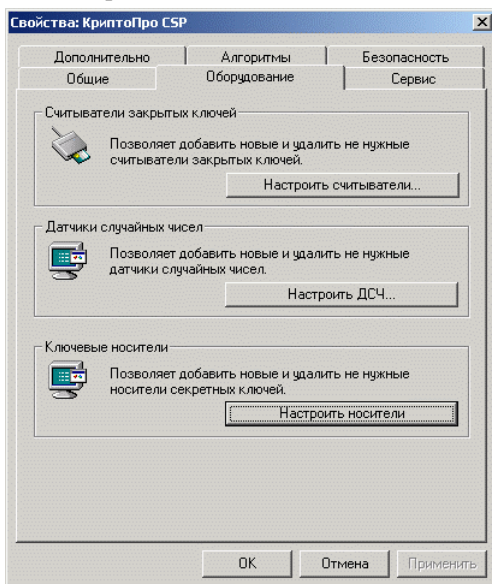 Свойства: КриптоПро CSP
Дополнительно Алгоритмы Безопасность
Общие Оборудование Сервис
Считыватели закрытых ключей
Позволяет добавить новые и удалить не нужные
считыватели закрытых ключей.
Настроить считыватели...
Датчики случайных чисел
Позволяет добавить новые и удалить не нужные
датчики случайных чисел.
Настроить ДСЧ...
Ключевые носители
Позволяет добавить новые и удалить не нужные
носители секретных ключей.
Настроить носители
OK Отмена Применить